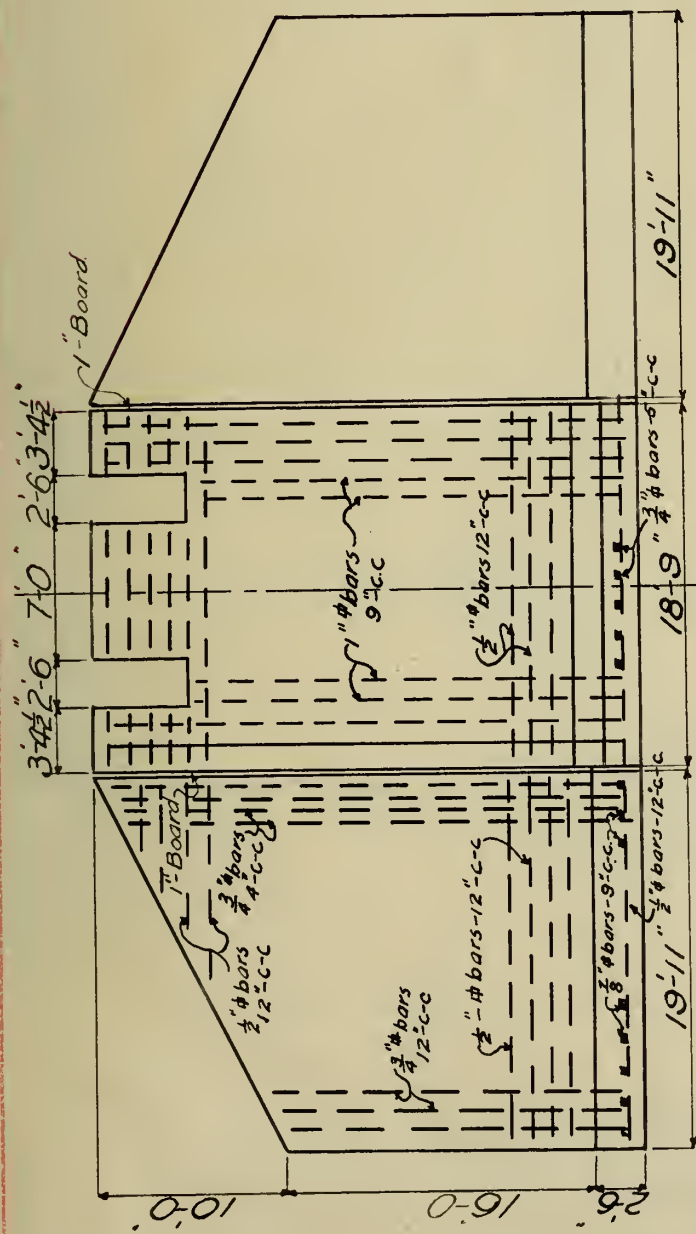 1"-Board
3'-4½" 2'-6" 7'-0" 2'-6" 3'-4½"
1"-Board
½"ϕ bars
12"-c-c
¾"ϕ bars
4"-c-c
1"ϕ bars
9"-c.c
¾"ϕ bars
12"-c-c
½"-ϕ bars-12"-c-c
½"ϕ bars 12"-c-c
⅞"ϕ bars-9"-c-c
½"ϕ bars-12"-c-c
¾"ϕ bars c-c
10'-0"
16'-0
2'-6"
19'-11"
18'-9"
19'-11"